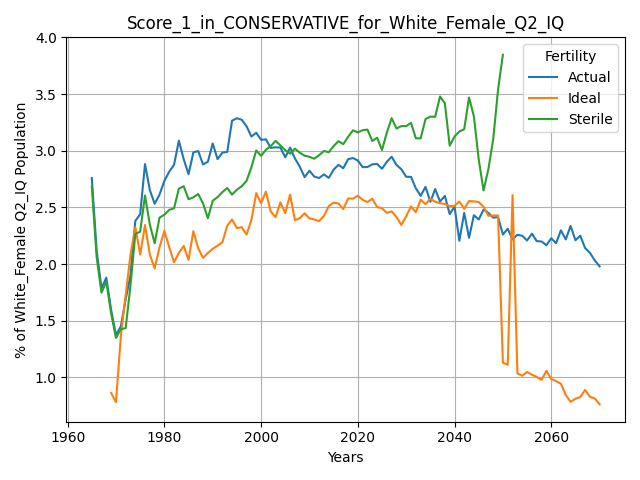 Score_1_in_CONSERVATIVE_for_White_Female_Q2_IQ
% of White_Female Q2_IQ Population
4.0
3.5
3.0
2.5
2.0
1.5
1.0
Fertility
Actual
Ideal
Sterile
1960 1980 2000 2020 2040 2060
Years